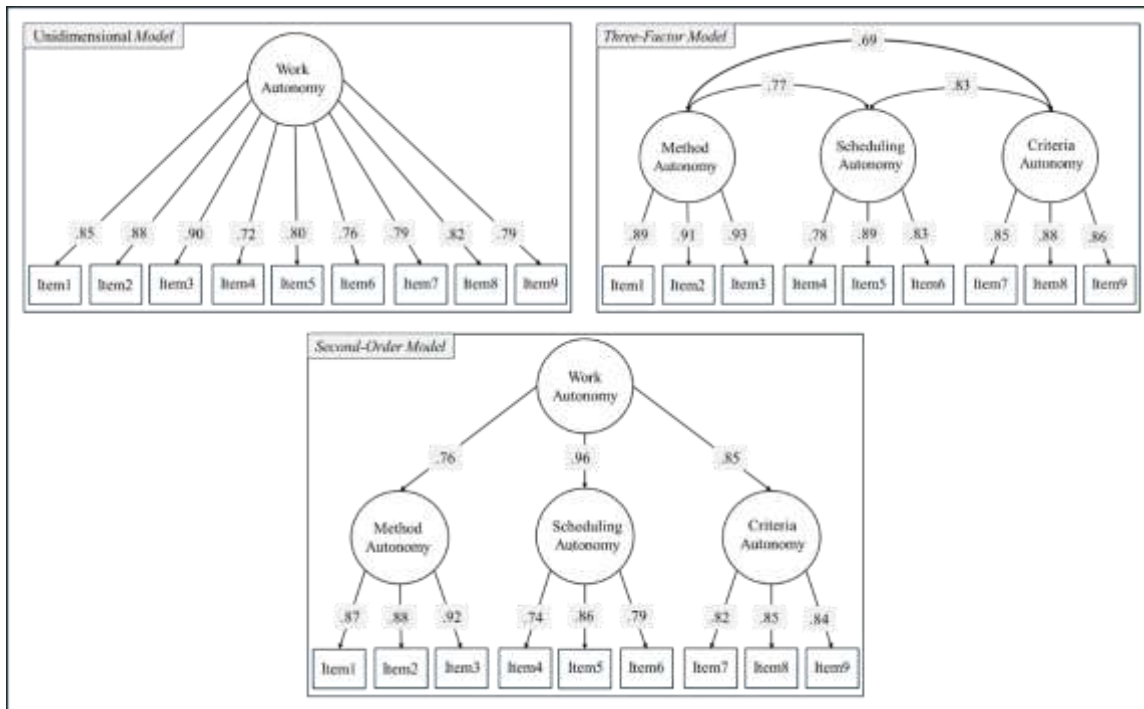 Unidimensional Model
Work
Autonomy
.85
.88
.90
.72
.80
.76
.79
.82
.79
Item1
Item2
Item3
Item4
Item5
Item6
Item7
Item8
Item9
Three-Factor Model
.69
.77
.83
Method
Autonomy
Scheduling
Autonomy
Criteria
Autonomy
.89
.91
.93
.78
.89
.83
.85
.88
.86
Item1
Item2
Item3
Item4
Item5
Item6
Item7
Item8
Item9
Second-Order Model
Work
Autonomy
.76
.96
.85
Method
Autonomy
Scheduling
Autonomy
Criteria
Autonomy
.87
.88
.92
.74
.86
.79
.82
.85
.84
Item1
Item2
Item3
Item4
Item5
Item6
Item7
Item8
Item9